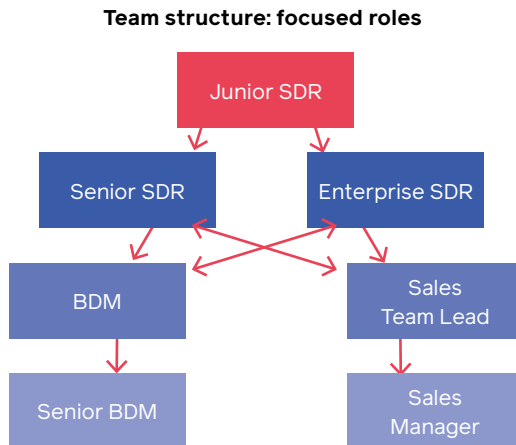 Team structure: focused roles
Junior SDR
Senior SDR
Enterprise SDR
BDM
Sales
Team Lead
Senior BDM
Sales
Manager